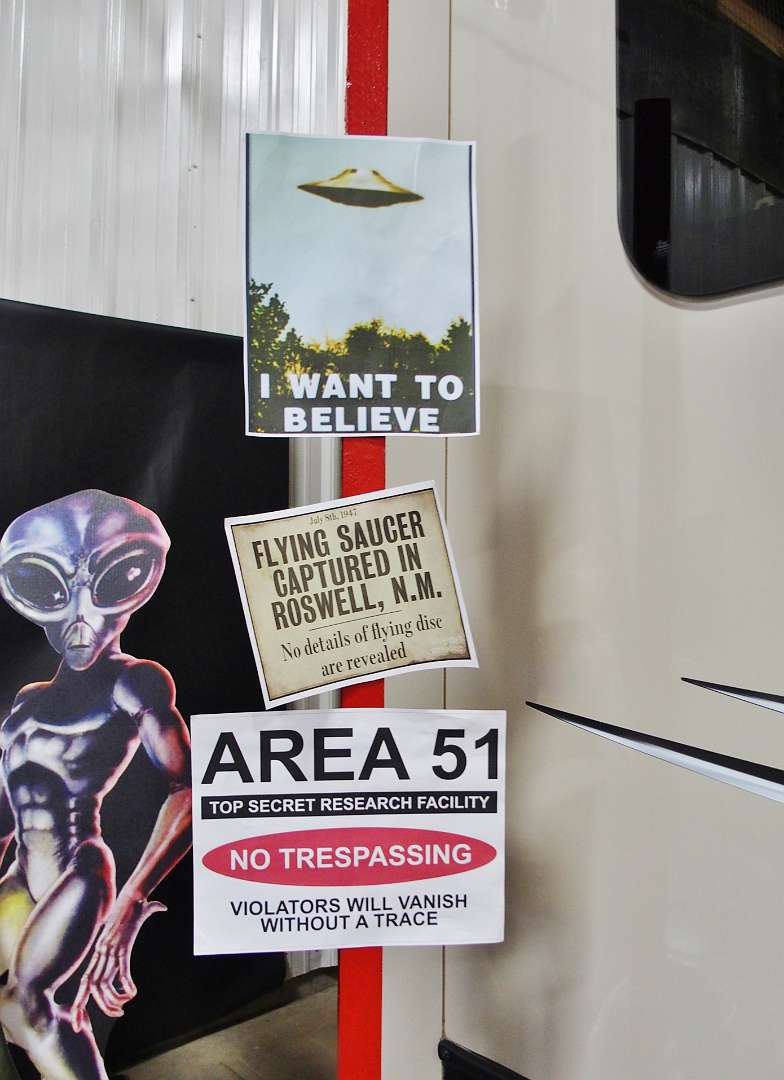 I WANT TO
BELIEVE
July 8th, 1947
FLYING SAUCER
CAPTURED IN
ROSWELL, N.M.
No details of flying disc
are revealed
AREA 51
TOP SECRET RESEARCH FACILITY
NO TRESPASSING
VIOLATORS WILL VANISH
WITHOUT A TRACE